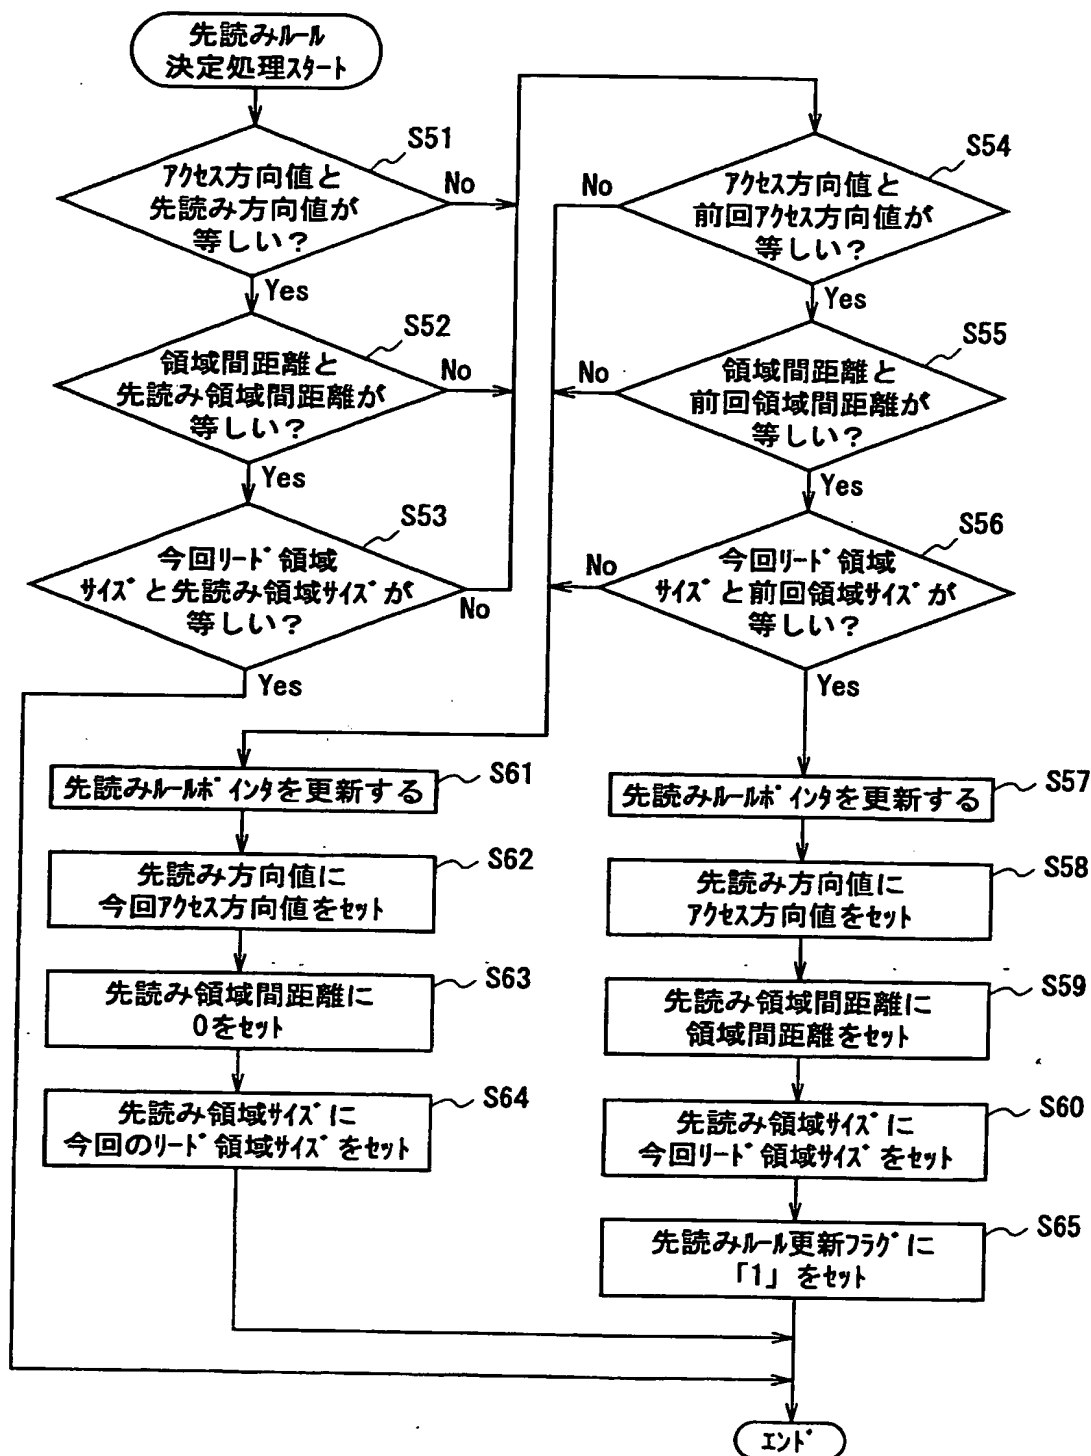 先読みルール
決定処理スタート
S51
アクセス方向値と
先読み方向値が
等しい?
No
Yes
S52
領域間距離と
先読み領域間距離が
等しい?
No
Yes
S53
今回リード領域
サイズと先読み領域サイズが
等しい?
No
Yes
S54
アクセス方向値と
前回アクセス方向値が
等しい?
No
Yes
S55
領域間距離と
前回領域間距離が
等しい?
No
Yes
S56
今回リード領域
サイズと前回領域サイズが
等しい?
No
Yes
S61
先読みルールポインタを更新する
S62
先読み方向値に
今回アクセス方向値をセット
S63
先読み領域間距離に
0をセット
S64
先読み領域サイズに
今回のリード領域サイズをセット
S57
先読みルールポインタを更新する
S58
先読み方向値に
アクセス方向値をセット
S59
先読み領域間距離に
領域間距離をセット
S60
先読み領域サイズに
今回リード領域サイズをセット
S65
先読みルール更新フラグに
「1」をセット
エンド